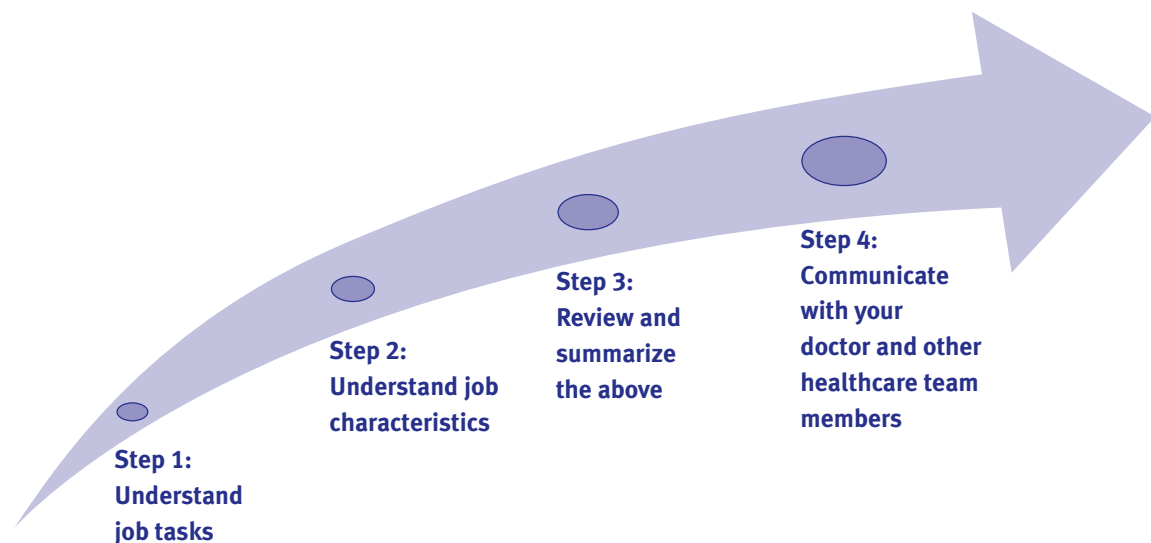 Step 1:
Understand
job tasks
Step 2:
Understand job
characteristics
Step 3:
Review and
summarize
the above
Step 4:
Communicate
with your
doctor and other
healthcare team
members